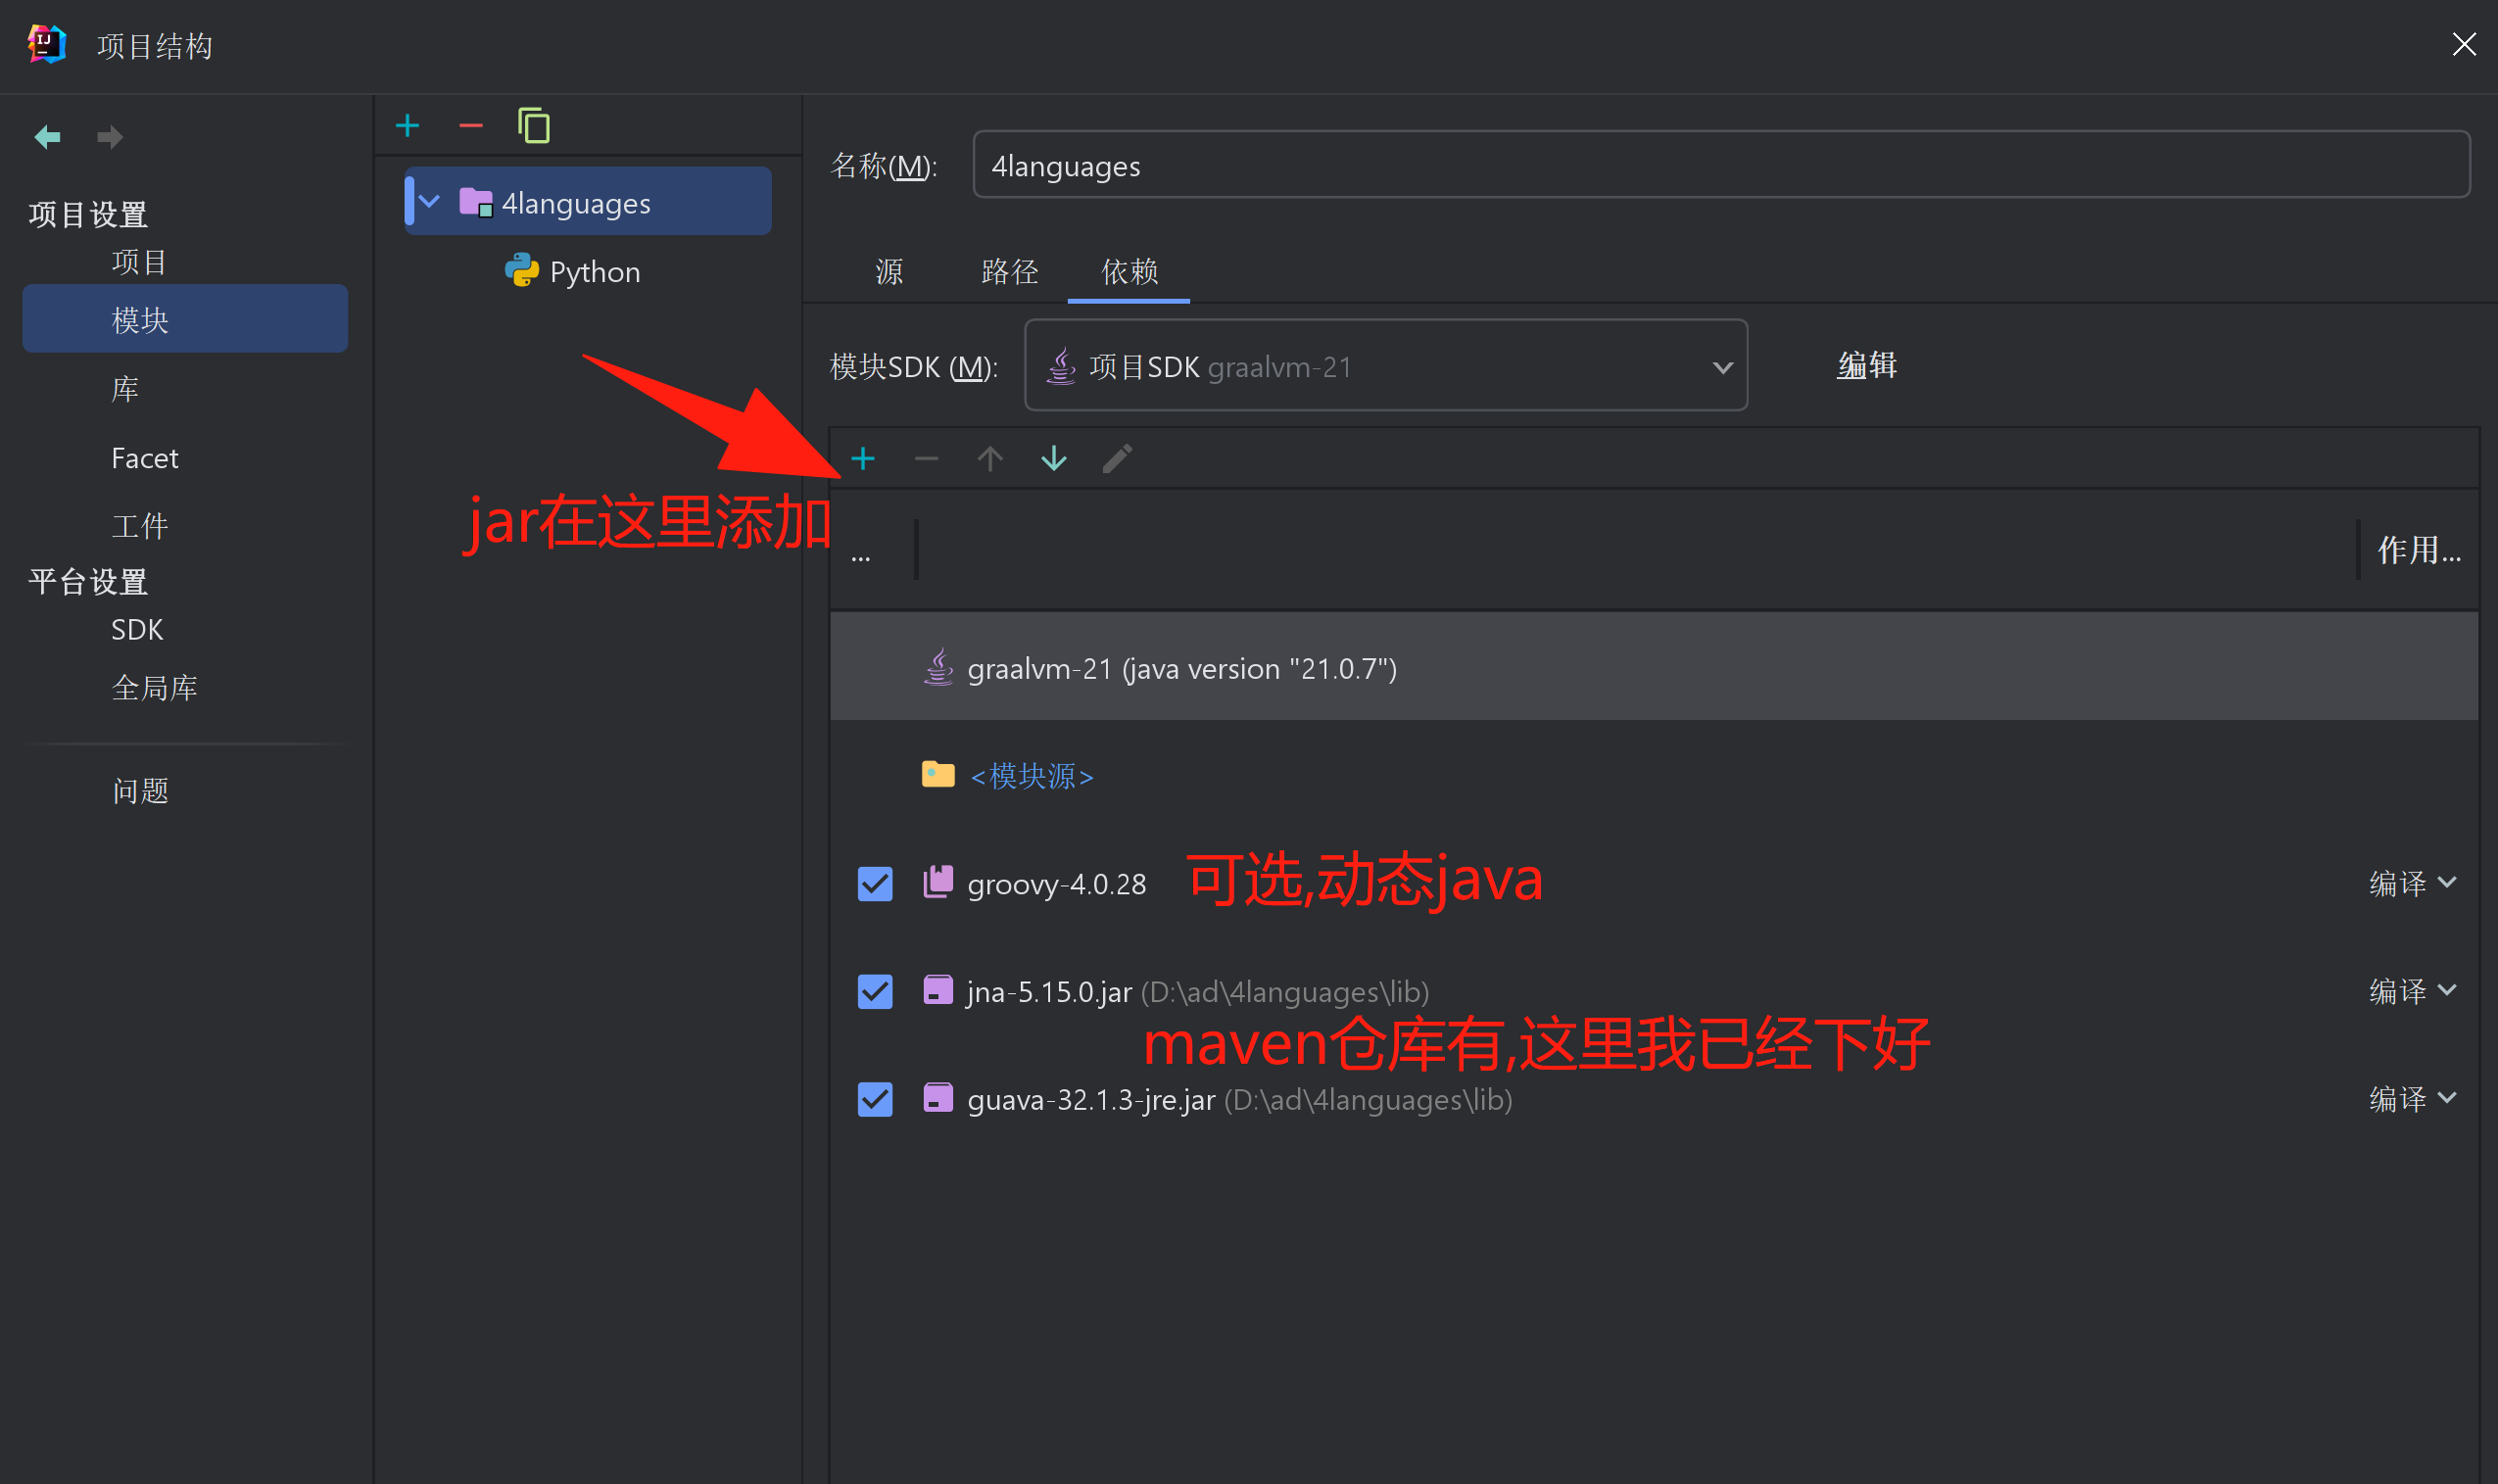 项目结构
项目设置
项目
模块
库
Facet
工件
平台设置
SDK
全局库
问题
4languages
Python
jar在这里添加
名称(M):
4languages
源
路径
依赖
模块SDK (M):
项目SDK graalvm-21
编辑
...
作用...
graalvm-21 (java version "21.0.7")
<模块源>
groovy-4.0.28
可选,动态java
编译
jna-5.15.0.jar (D:\ad\4languages\lib)
编译
maven仓库有,这里我已经下好
guava-32.1.3-jre.jar (D:\ad\4languages\lib)
编译